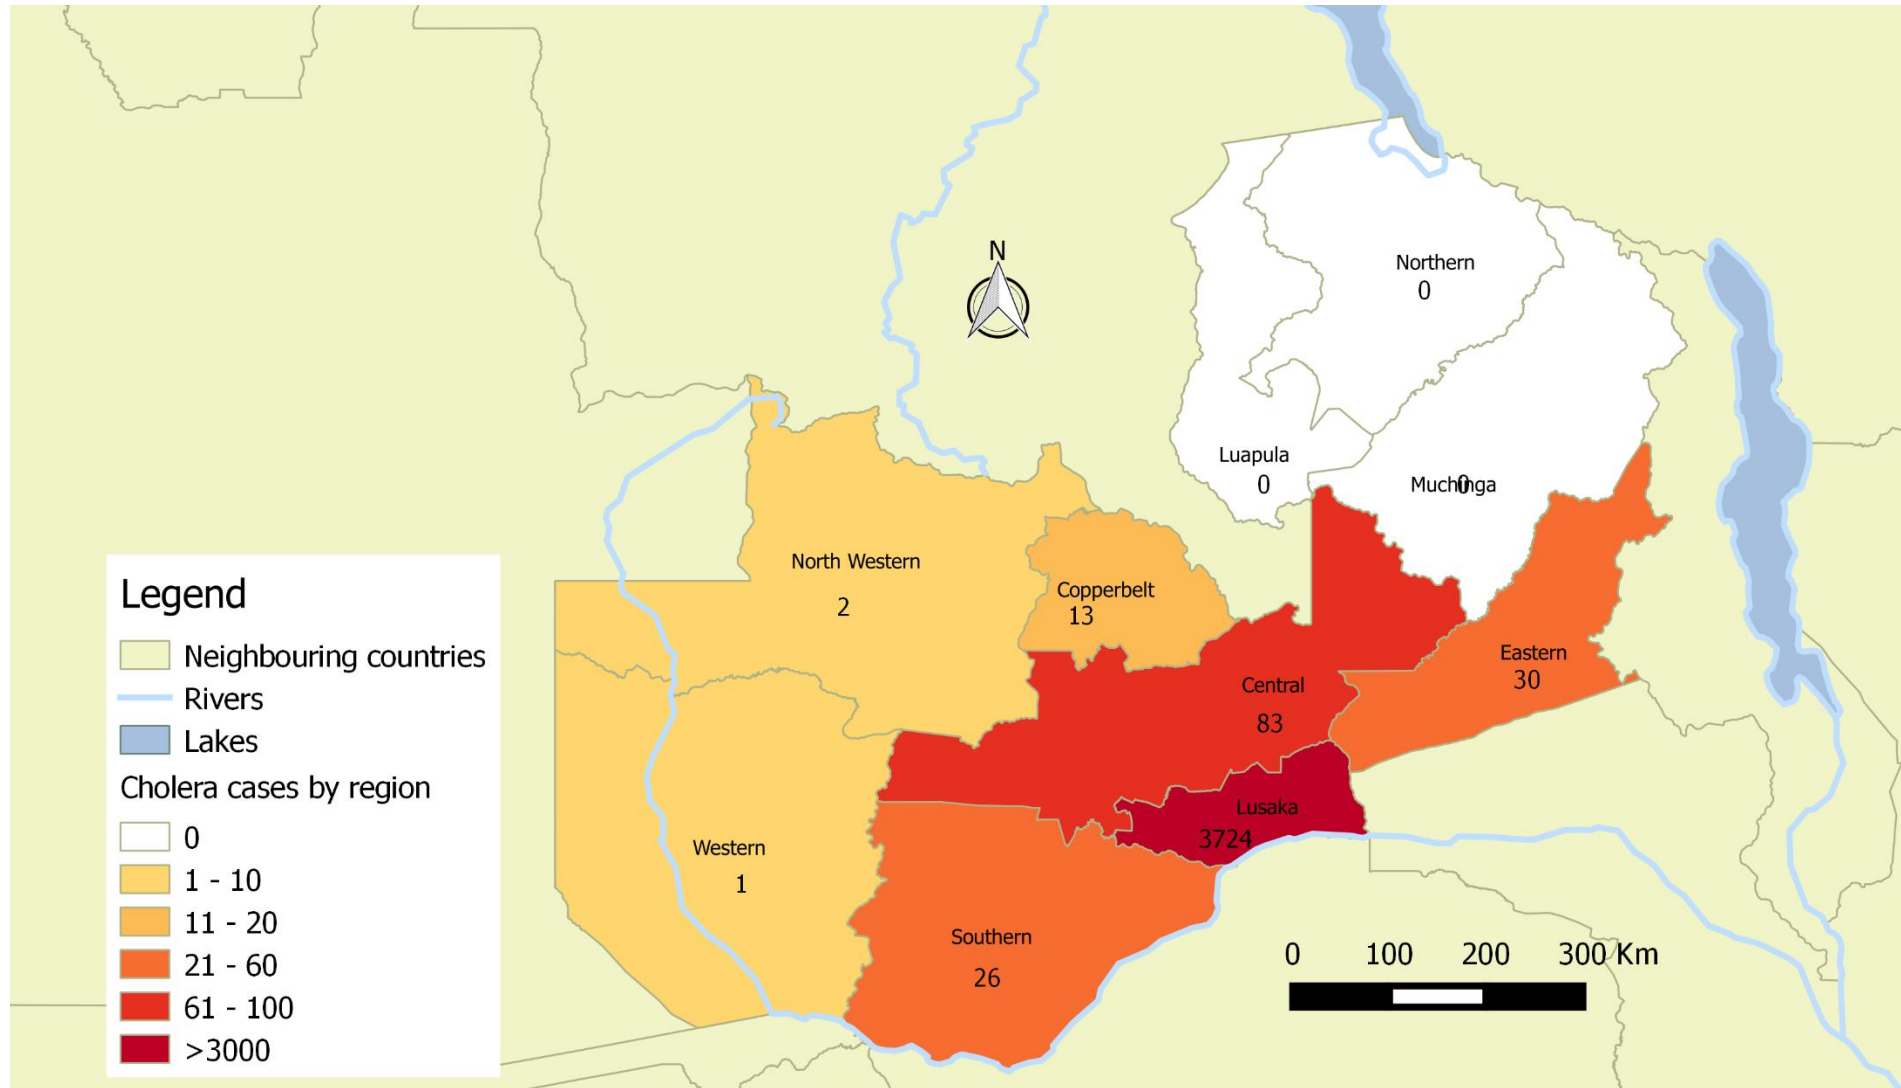 N
Northern
0
Luapula
0
Muchinga
0
North Western
2
Copperbelt
13
Eastern
30
Central
83
Lusaka
3724
Western
1
Southern
26
Legend
Neighbouring countries
Rivers
Lakes
Cholera cases by region
0
1 - 10
11 - 20
21 - 60
61 - 100
>3000
0 100 200 300 Km